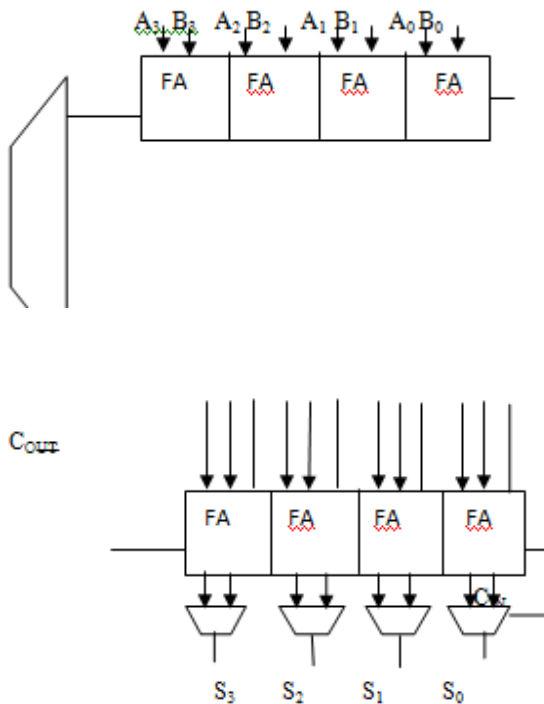 A₃ B₃ A₂ B₂ A₁ B₁ A₀ B₀
FA FA FA FA
C_OUT
FA FA FA FA
S₃ S₂ S₁ S₀